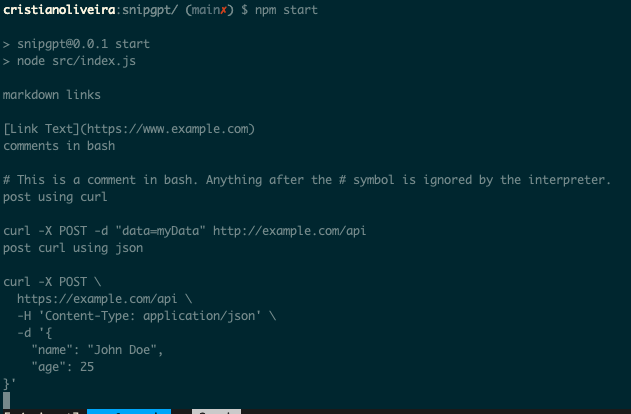 cristianoliveira:snipgpt/ (main✗) $ npm start
> snipgpt@0.0.1 start
> node src/index.js
markdown links
[Link Text](https://www.example.com)
comments in bash
# This is a comment in bash. Anything after the # symbol is ignored by the interpreter.
post using curl
curl -X POST -d "data=myData" http://example.com/api
post curl using json
curl -X POST \
  https://example.com/api \
  -H 'Content-Type: application/json' \
  -d '{
    "name": "John Doe",
    "age": 25
}'